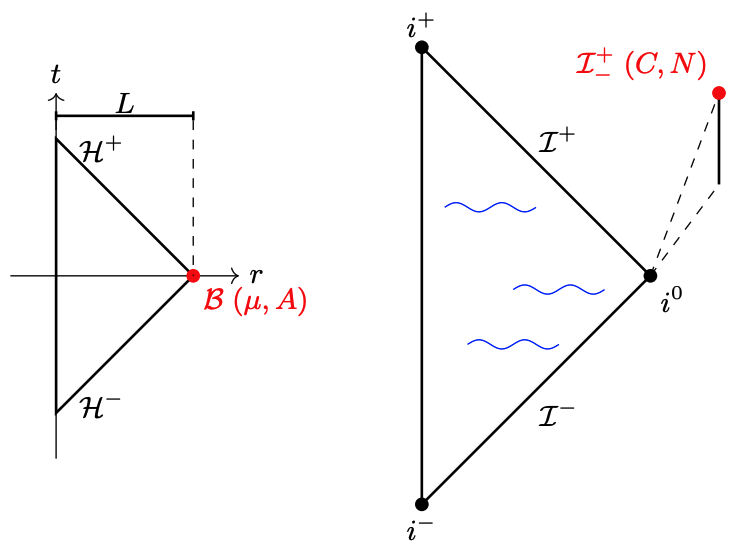 t
L
ℋ⁺
r
ℬ (μ, A)
ℋ⁻
i⁺
ℐ₋⁺ (C, N)
ℐ⁺
i⁰
ℐ⁻
i⁻